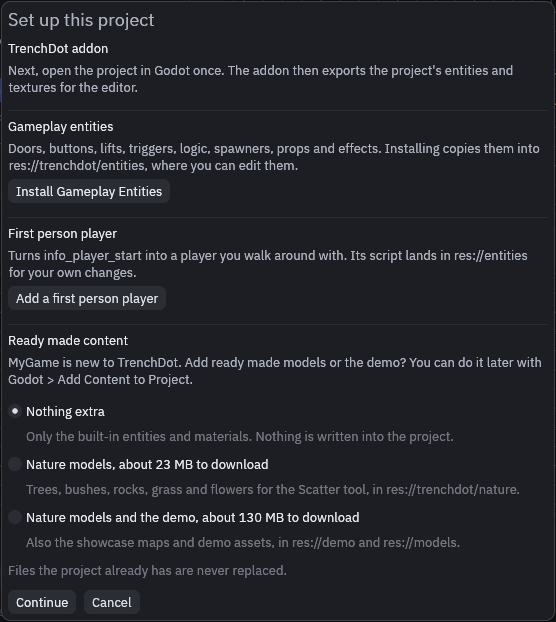 Set up this project
TrenchDot addon
Next, open the project in Godot once. The addon then exports the project's entities and
textures for the editor.
Gameplay entities
Doors, buttons, lifts, triggers, logic, spawners, props and effects. Installing copies them into
res://trenchdot/entities, where you can edit them.
Install Gameplay Entities
First person player
Turns info_player_start into a player you walk around with. Its script lands in res://entities
for your own changes.
Add a first person player
Ready made content
MyGame is new to TrenchDot. Add ready made models or the demo? You can do it later with
Godot > Add Content to Project.
Nothing extra
Only the built-in entities and materials. Nothing is written into the project.
Nature models, about 23 MB to download
Trees, bushes, rocks, grass and flowers for the Scatter tool, in res://trenchdot/nature.
Nature models and the demo, about 130 MB to download
Also the showcase maps and demo assets, in res://demo and res://models.
Files the project already has are never replaced.
Continue
Cancel